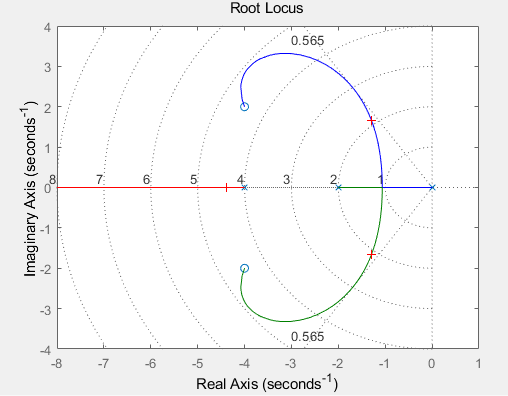 Root Locus
4
0.565
3
2
1
8 7 6 5 4 3 2 1
0
-1
-2
-3
0.565
-4
-8 -7 -6 -5 -4 -3 -2 -1 0 1
Real Axis (seconds-1)
Imaginary Axis (seconds-1)